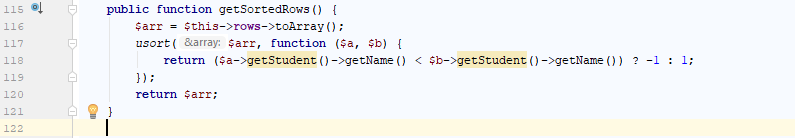 115 public function getSortedRows() {
116 $arr = $this->rows->toArray();
117 usort( &array: $arr, function ($a, $b) {
118 return ($a->getStudent()->getName() < $b->getStudent()->getName()) ? -1 : 1;
119 });
120 return $arr;
121 }
122